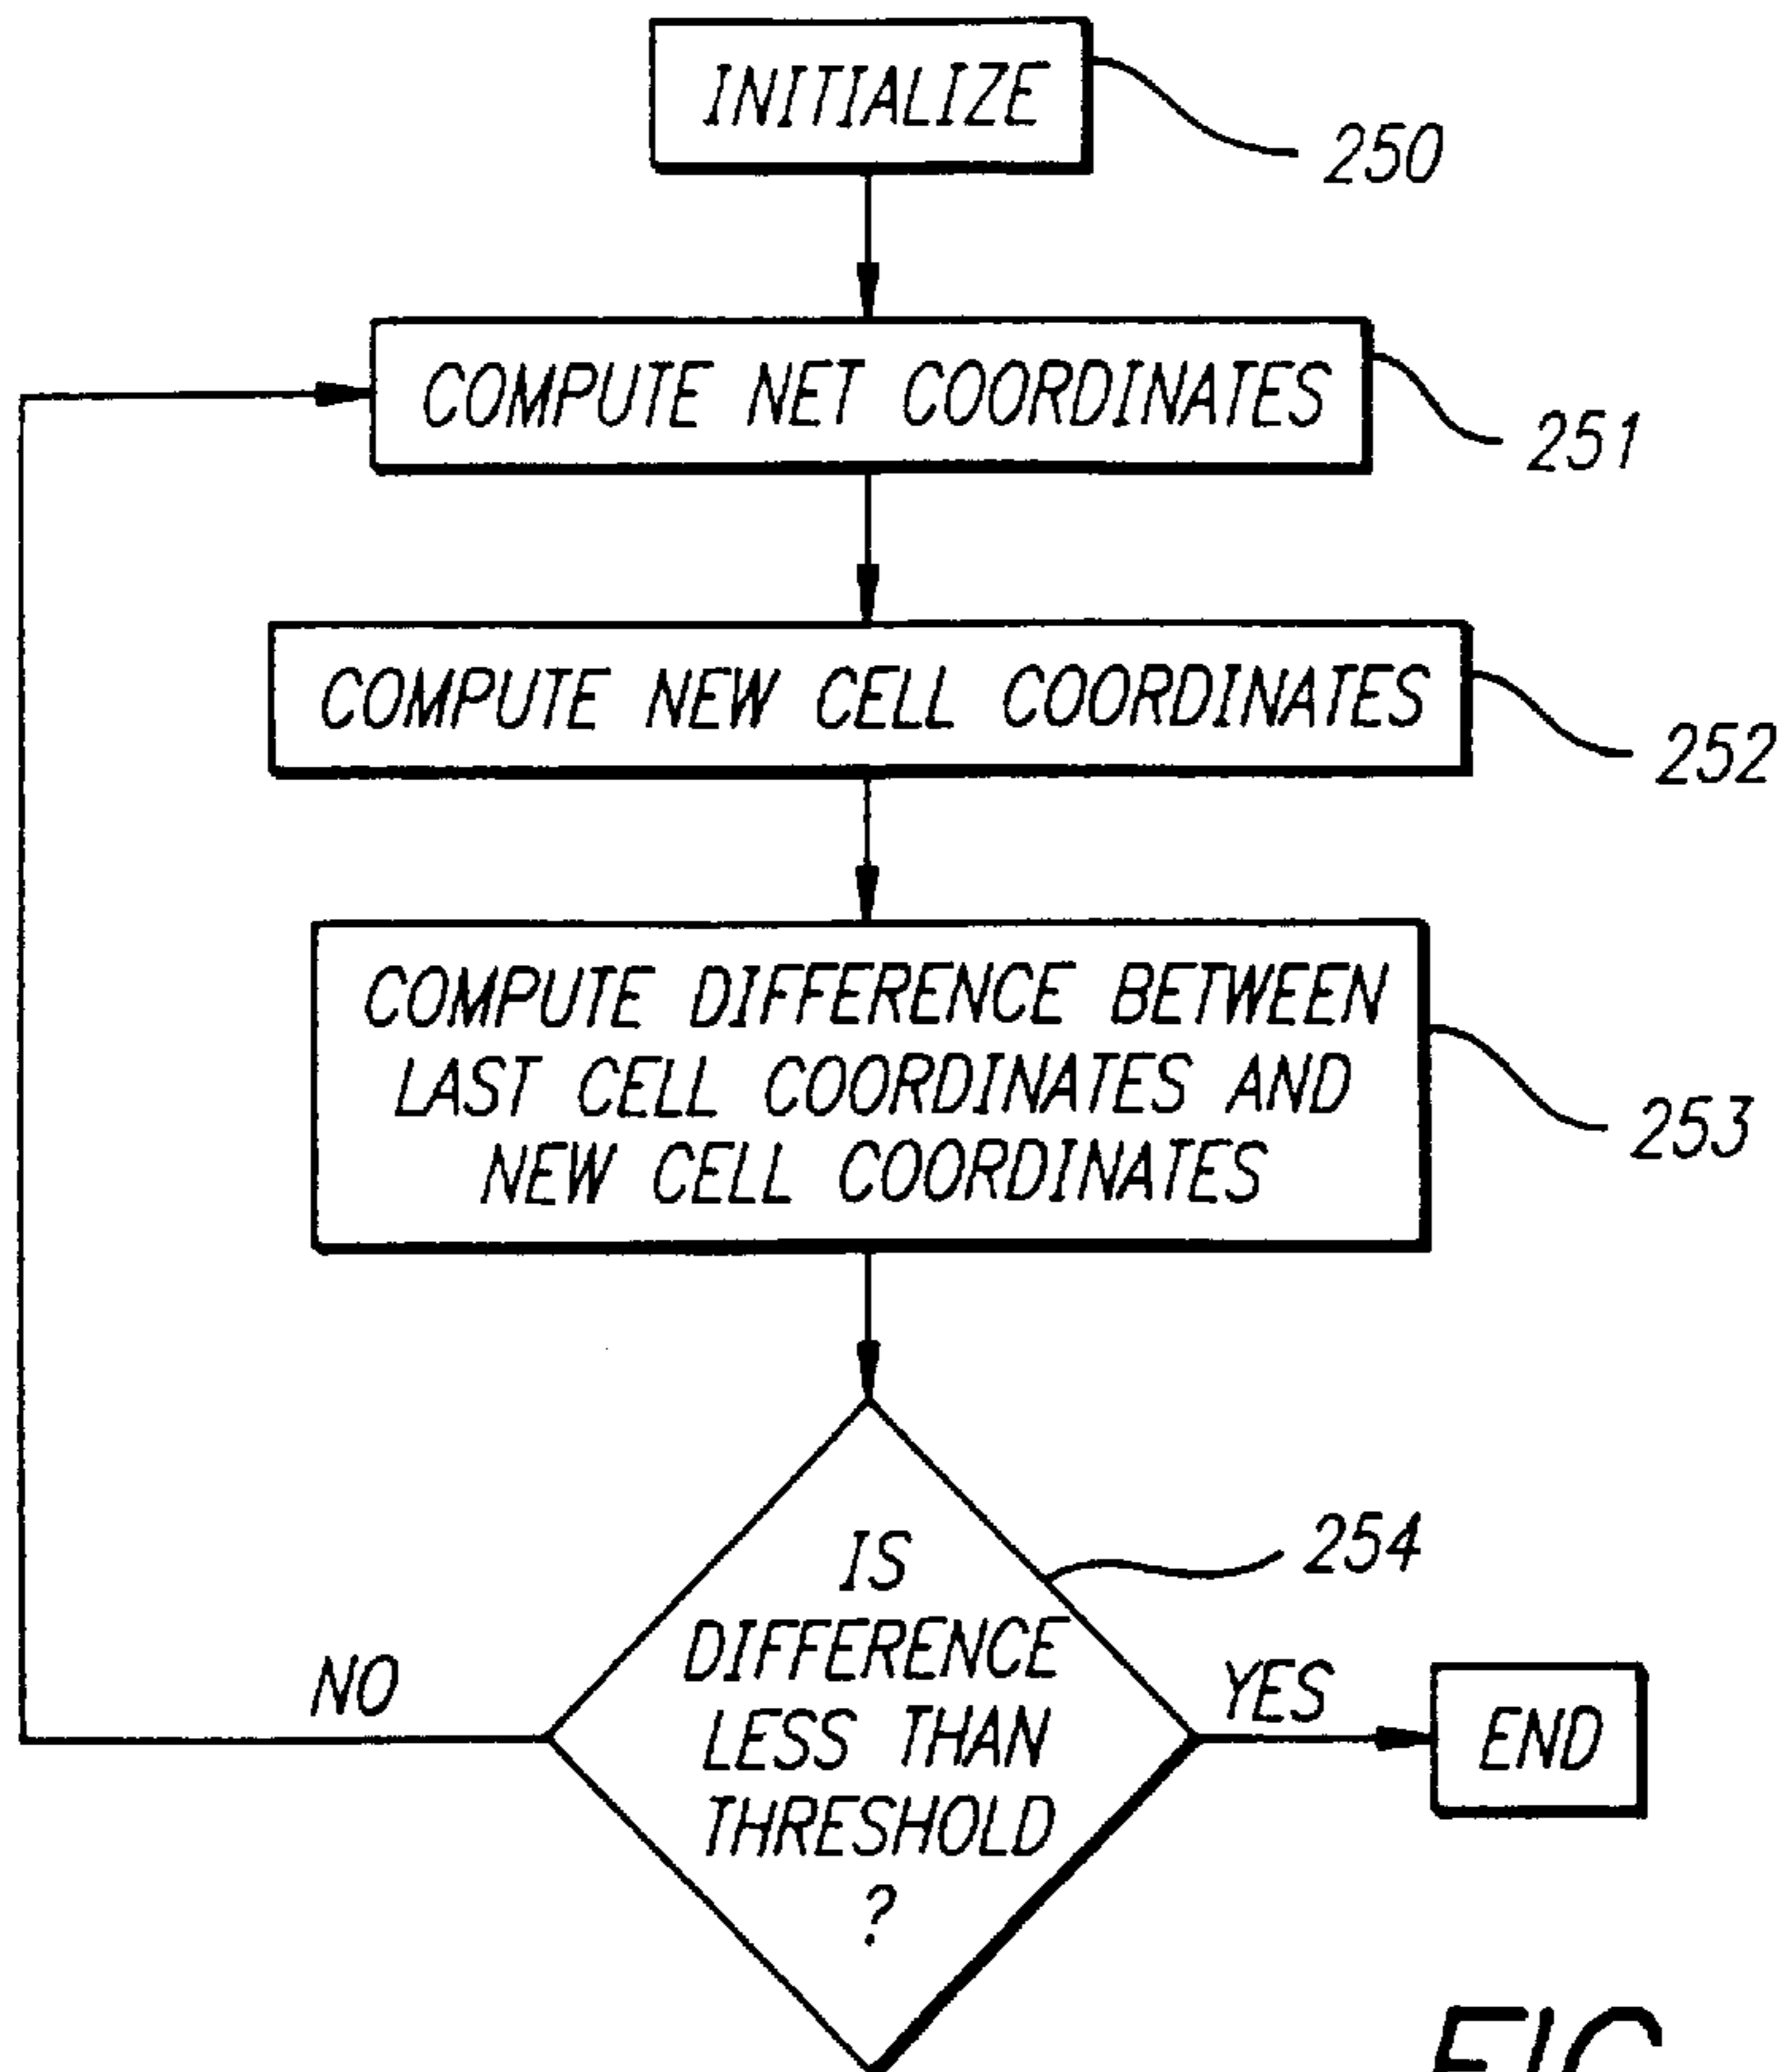 INITIALIZE
250
COMPUTE NET COORDINATES
251
COMPUTE NEW CELL COORDINATES
252
COMPUTE DIFFERENCE BETWEEN
LAST CELL COORDINATES AND
NEW CELL COORDINATES
253
IS
DIFFERENCE
LESS THAN
THRESHOLD
?
254
NO
YES
END